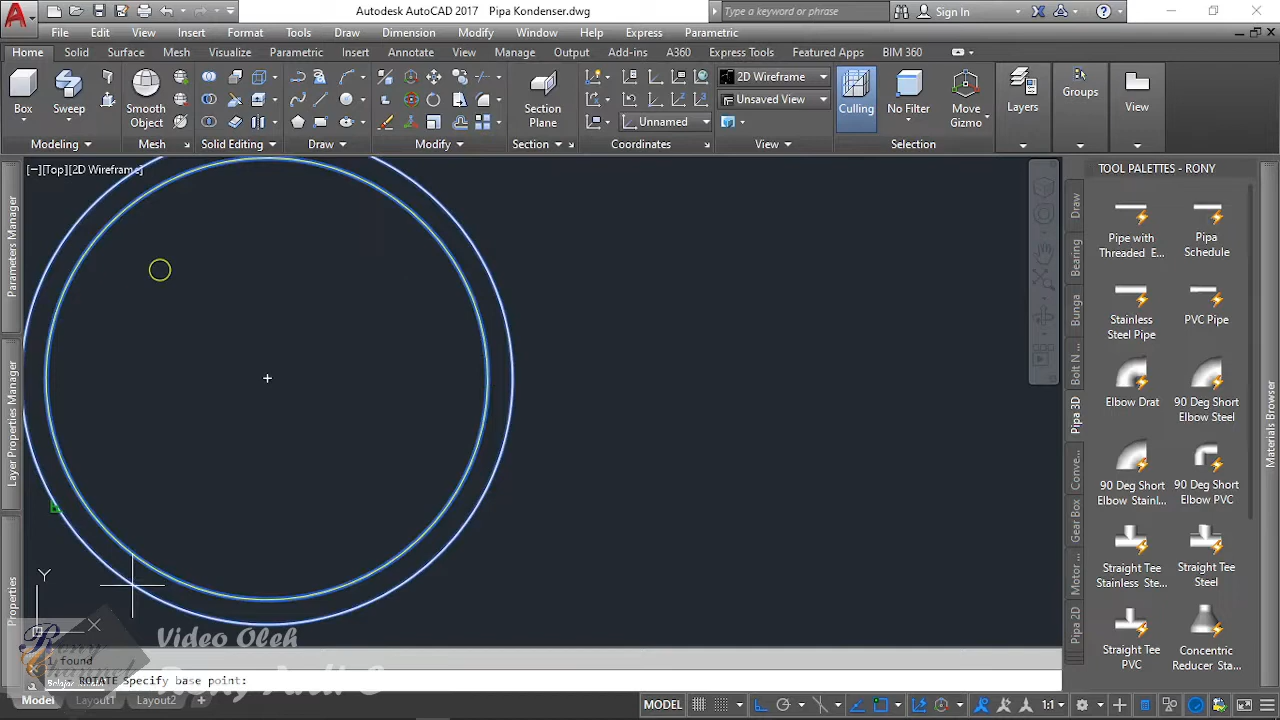 Autodesk AutoCAD 2017 Pipa Kondenser.dwg
Type a keyword or phrase
Sign In
File Edit View Insert Format Tools Draw Dimension Modify Window Help Express Parametric
Home Solid Surface Mesh Visualize Parametric Insert Annotate View Manage Output Add-ins A360 Express Tools Featured Apps BIM 360
2D Wireframe
Unsaved View
Unnamed
Box Sweep Smooth Object Section Plane Culling No Filter Move Gizmo Layers Groups View
Modeling Mesh Solid Editing Draw Modify Section Coordinates View Selection
[−][Top][2D Wireframe]
TOOL PALETTES - RONY
Parameters Manager
Layer Properties Manager
Properties
Materials Browser
Draw
Bearing
Bunga
Bolt N ...
Pipa 3D
Conve...
Gear Box
Motor ...
Pipa 2D
Pipe with Threaded E...
Pipa Schedule
Stainless Steel Pipe
PVC Pipe
Elbow Drat
90 Deg Short Elbow Steel
90 Deg Short Elbow Stainl...
90 Deg Short Elbow PVC
Straight Tee Stainless Ste...
Straight Tee Steel
Straight Tee PVC
Concentric Reducer Sta...
Y
X
Video Oleh
Rony
Channel
1 found
ROTATE Specify base point:
Model Layout1 Layout2 +
MODEL
1:1